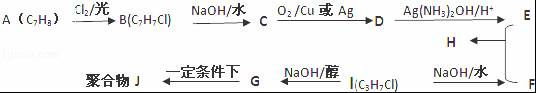 A（C₇H₈） Cl₂/光 B(C₇H₇Cl) NaOH/水 C O₂/Cu 或 Ag D Ag(NH₃)₂OH/H⁺ E
H
聚合物 J 一定条件下 G NaOH/醇 I(C₃H₇Cl) NaOH/水 F